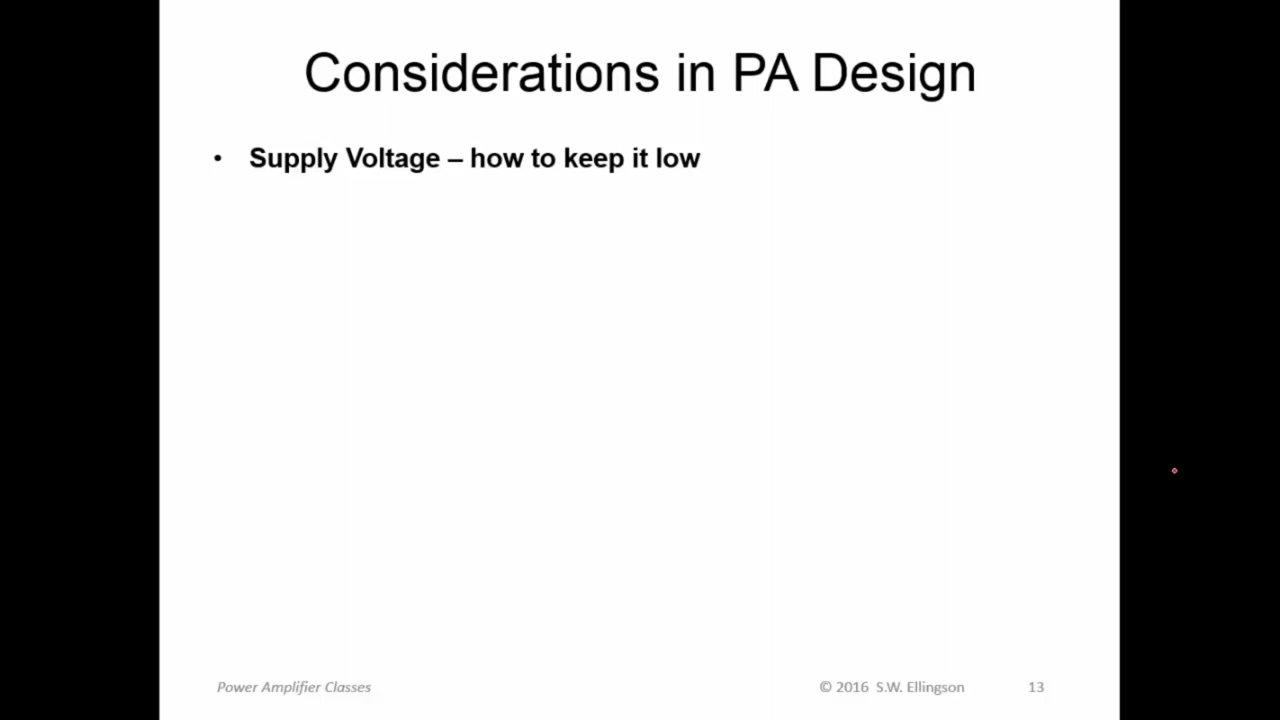 Considerations in PA Design
• Supply Voltage – how to keep it low
Power Amplifier Classes
© 2016 S.W. Ellingson
13